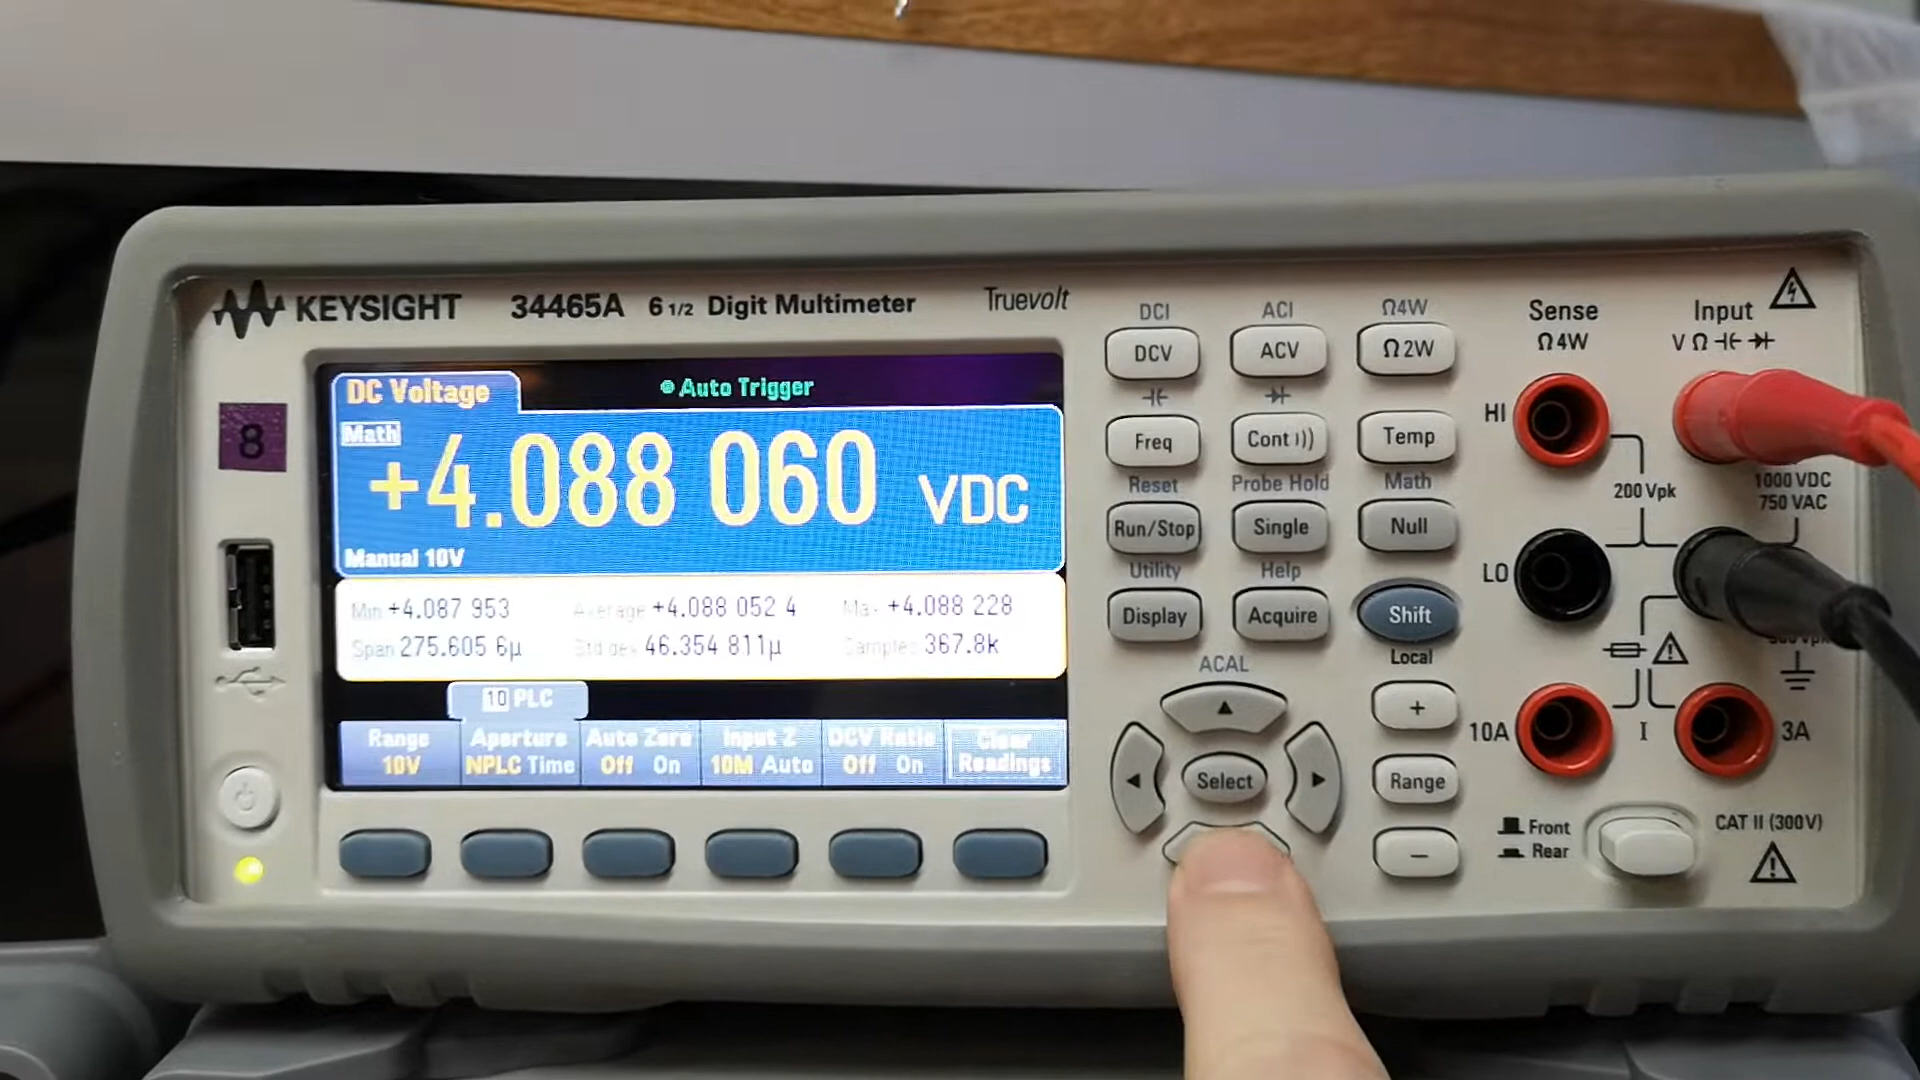 KEYSIGHT 34465A 6 1/2 Digit Multimeter Truevolt
8
DC Voltage
Auto Trigger
Math
+4.088 060 VDC
Manual 10V
Min +4.087 953 Average +4.088 052 4 Max +4.088 228
Span 275.605 6µ Std dev 46.354 811µ Samples 367.8k
10 PLC
Range Aperture Auto Zero Input Z DCV Ratio Clear
10V NPLC Time Off On 10M Auto Off On Readings
DCI ACI Ω4W
DCV ACV Ω2W
Freq Cont Temp
Reset Probe Hold Math
Run/Stop Single Null
Utility Help
Display Acquire Shift
Local
ACAL
Select
+
Range
−
Sense Input
Ω4W V Ω
HI
200 Vpk
1000 VDC
750 VAC
LO
10A I 3A
Front
Rear
CAT II (300V)